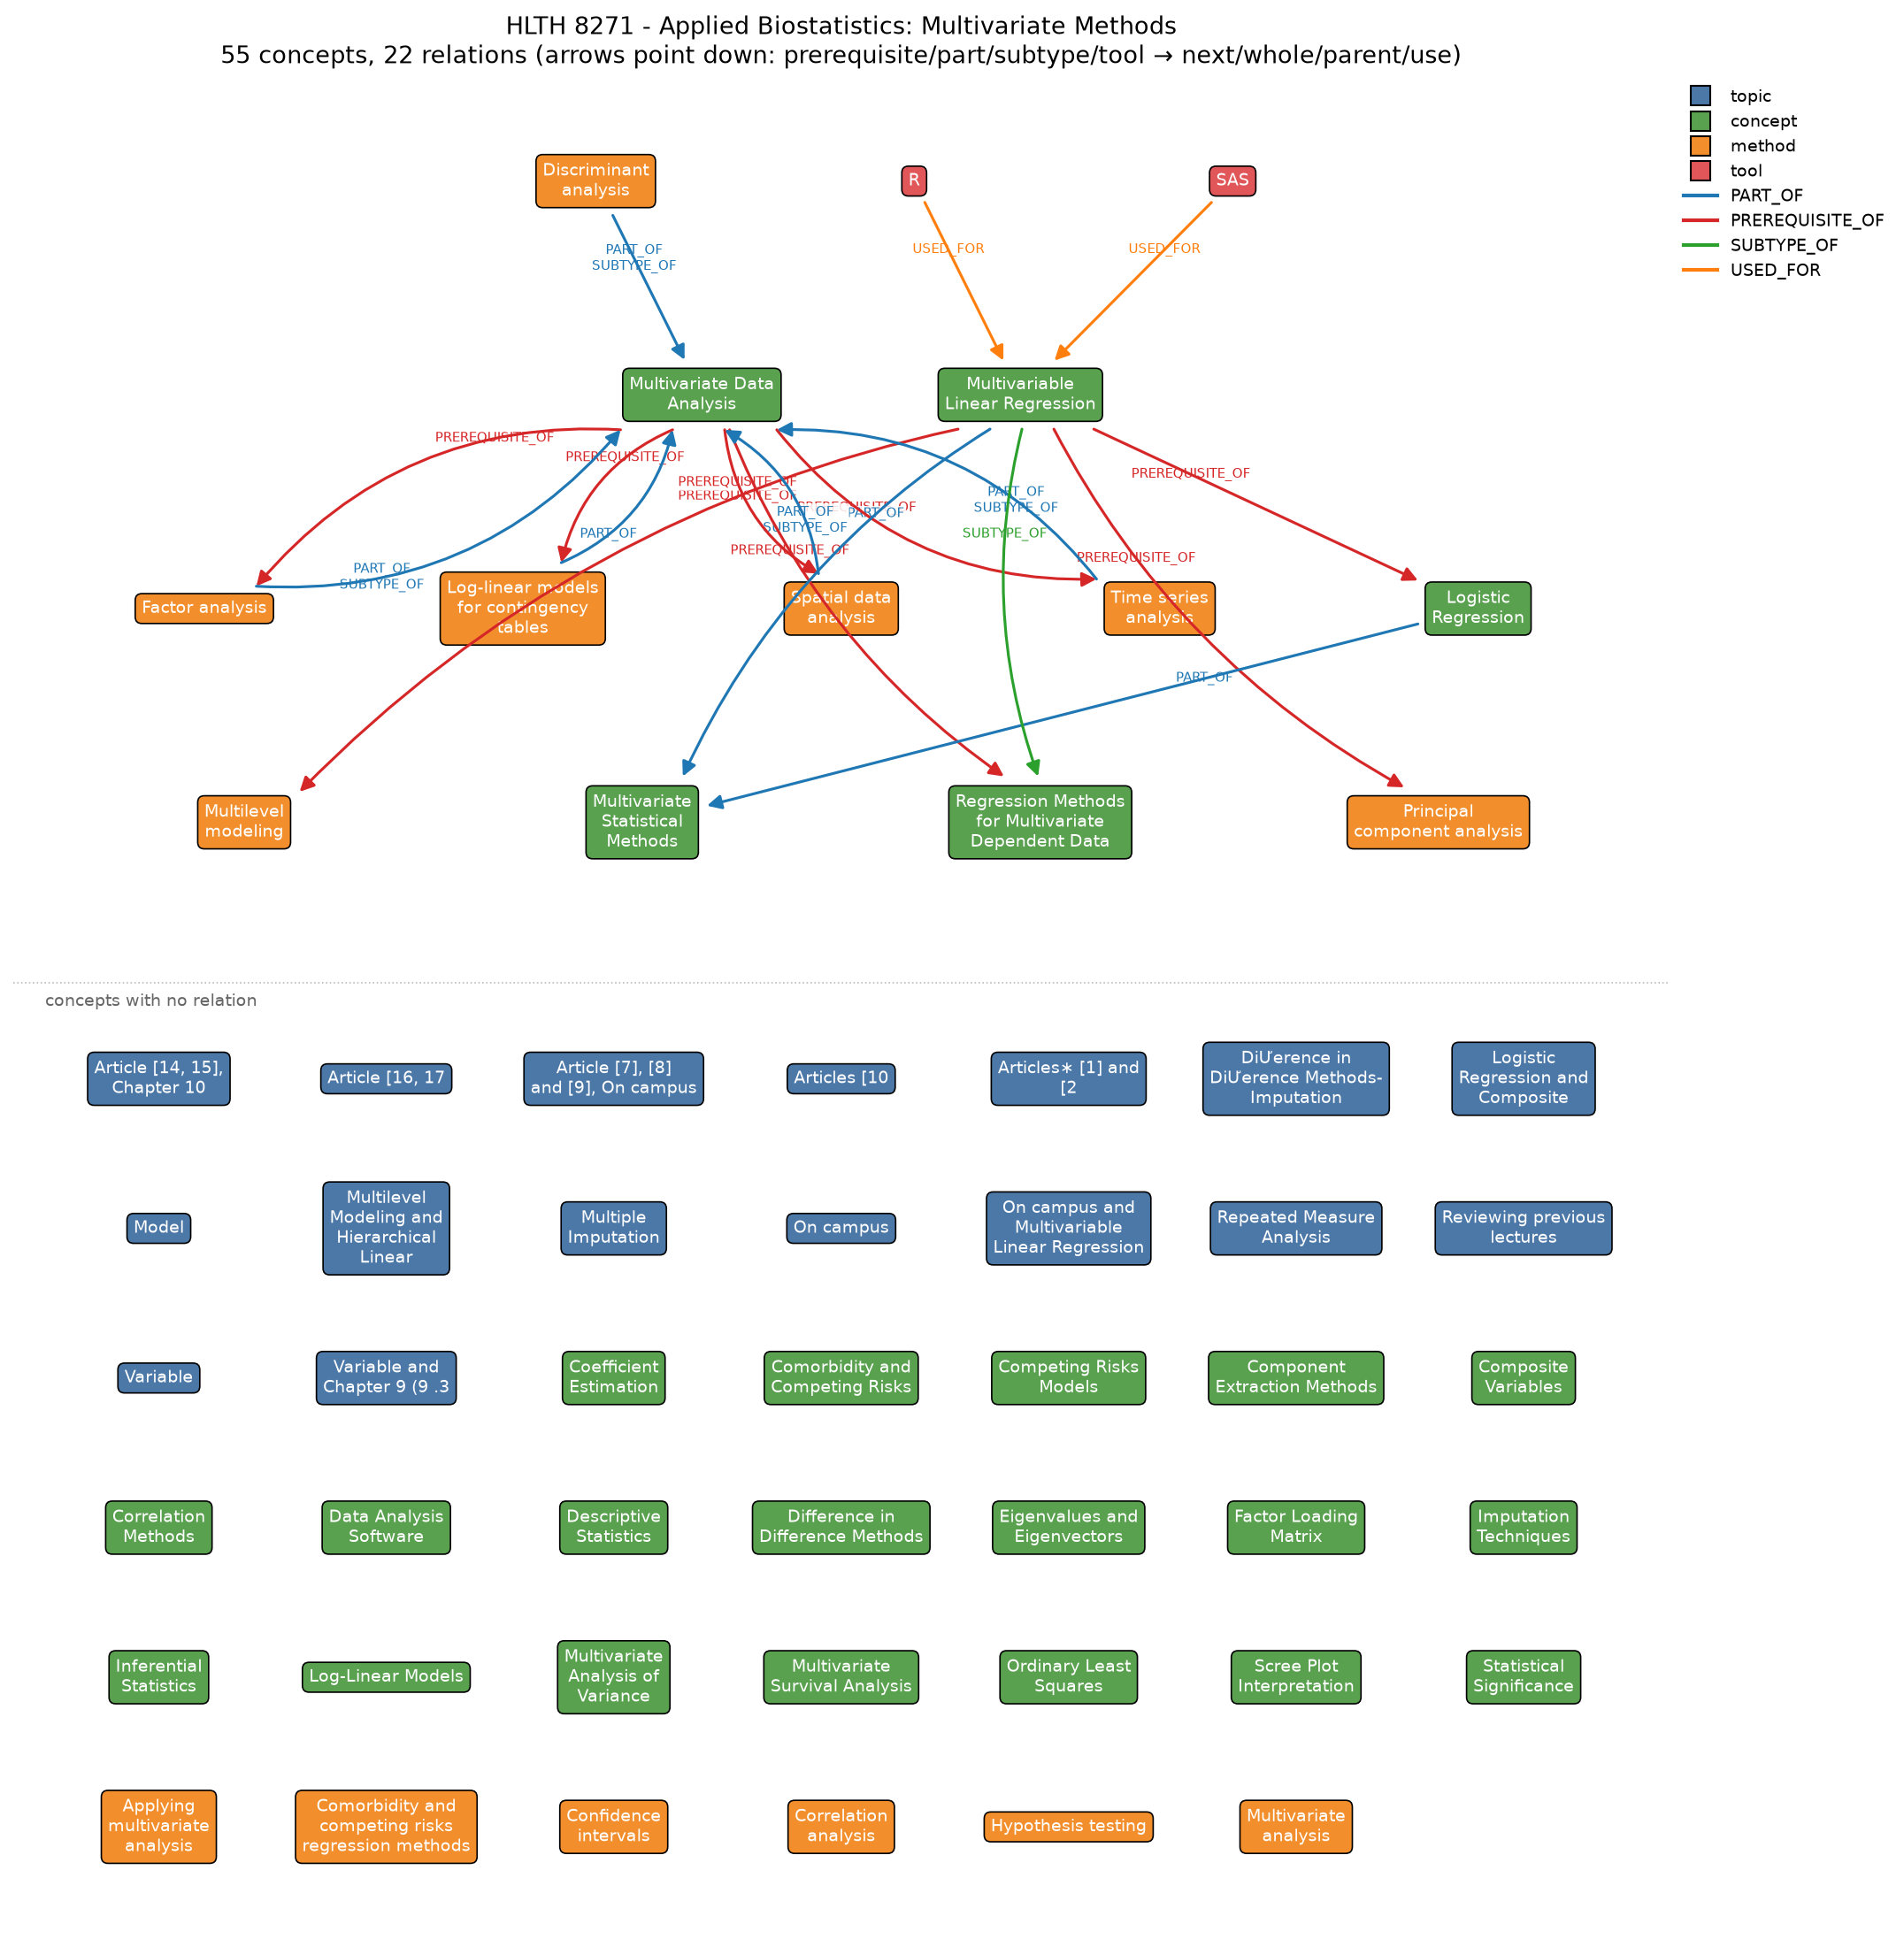 HLTH 8271 - Applied Biostatistics: Multivariate Methods
55 concepts, 22 relations (arrows point down: prerequisite/part/subtype/tool → next/whole/parent/use)
topic
concept
method
tool
PART_OF
PREREQUISITE_OF
SUBTYPE_OF
USED_FOR
Discriminant
analysis
R
SAS
PART_OF
SUBTYPE_OF
USED_FOR
USED_FOR
Multivariate Data
Analysis
Multivariable
Linear Regression
PREREQUISITE_OF
PREREQUISITE_OF
PREREQUISITE_OF
PREREQUISITE_OF
PREREQUISITE_OF
PREREQUISITE_OF
PART_OF
SUBTYPE_OF
PART_OF
PART_OF
SUBTYPE_OF
PART_OF
SUBTYPE_OF
PREREQUISITE_OF
PREREQUISITE_OF
PART_OF
SUBTYPE_OF
Factor analysis
Log-linear models
for contingency
tables
Spatial data
analysis
Time series
analysis
Logistic
Regression
PART_OF
Multilevel
modeling
Multivariate
Statistical
Methods
Regression Methods
for Multivariate
Dependent Data
Principal
component analysis
concepts with no relation
Article [14, 15],
Chapter 10
Article [16, 17
Article [7], [8]
and [9], On campus
Articles [10
Articles∗ [1] and
[2
DiƯerence in
DiƯerence Methods-
Imputation
Logistic
Regression and
Composite
Model
Multilevel
Modeling and
Hierarchical
Linear
Multiple
Imputation
On campus
On campus and
Multivariable
Linear Regression
Repeated Measure
Analysis
Reviewing previous
lectures
Variable
Variable and
Chapter 9 (9 .3
Coefficient
Estimation
Comorbidity and
Competing Risks
Competing Risks
Models
Component
Extraction Methods
Composite
Variables
Correlation
Methods
Data Analysis
Software
Descriptive
Statistics
Difference in
Difference Methods
Eigenvalues and
Eigenvectors
Factor Loading
Matrix
Imputation
Techniques
Inferential
Statistics
Log-Linear Models
Multivariate
Analysis of
Variance
Multivariate
Survival Analysis
Ordinary Least
Squares
Scree Plot
Interpretation
Statistical
Significance
Applying
multivariate
analysis
Comorbidity and
competing risks
regression methods
Confidence
intervals
Correlation
analysis
Hypothesis testing
Multivariate
analysis